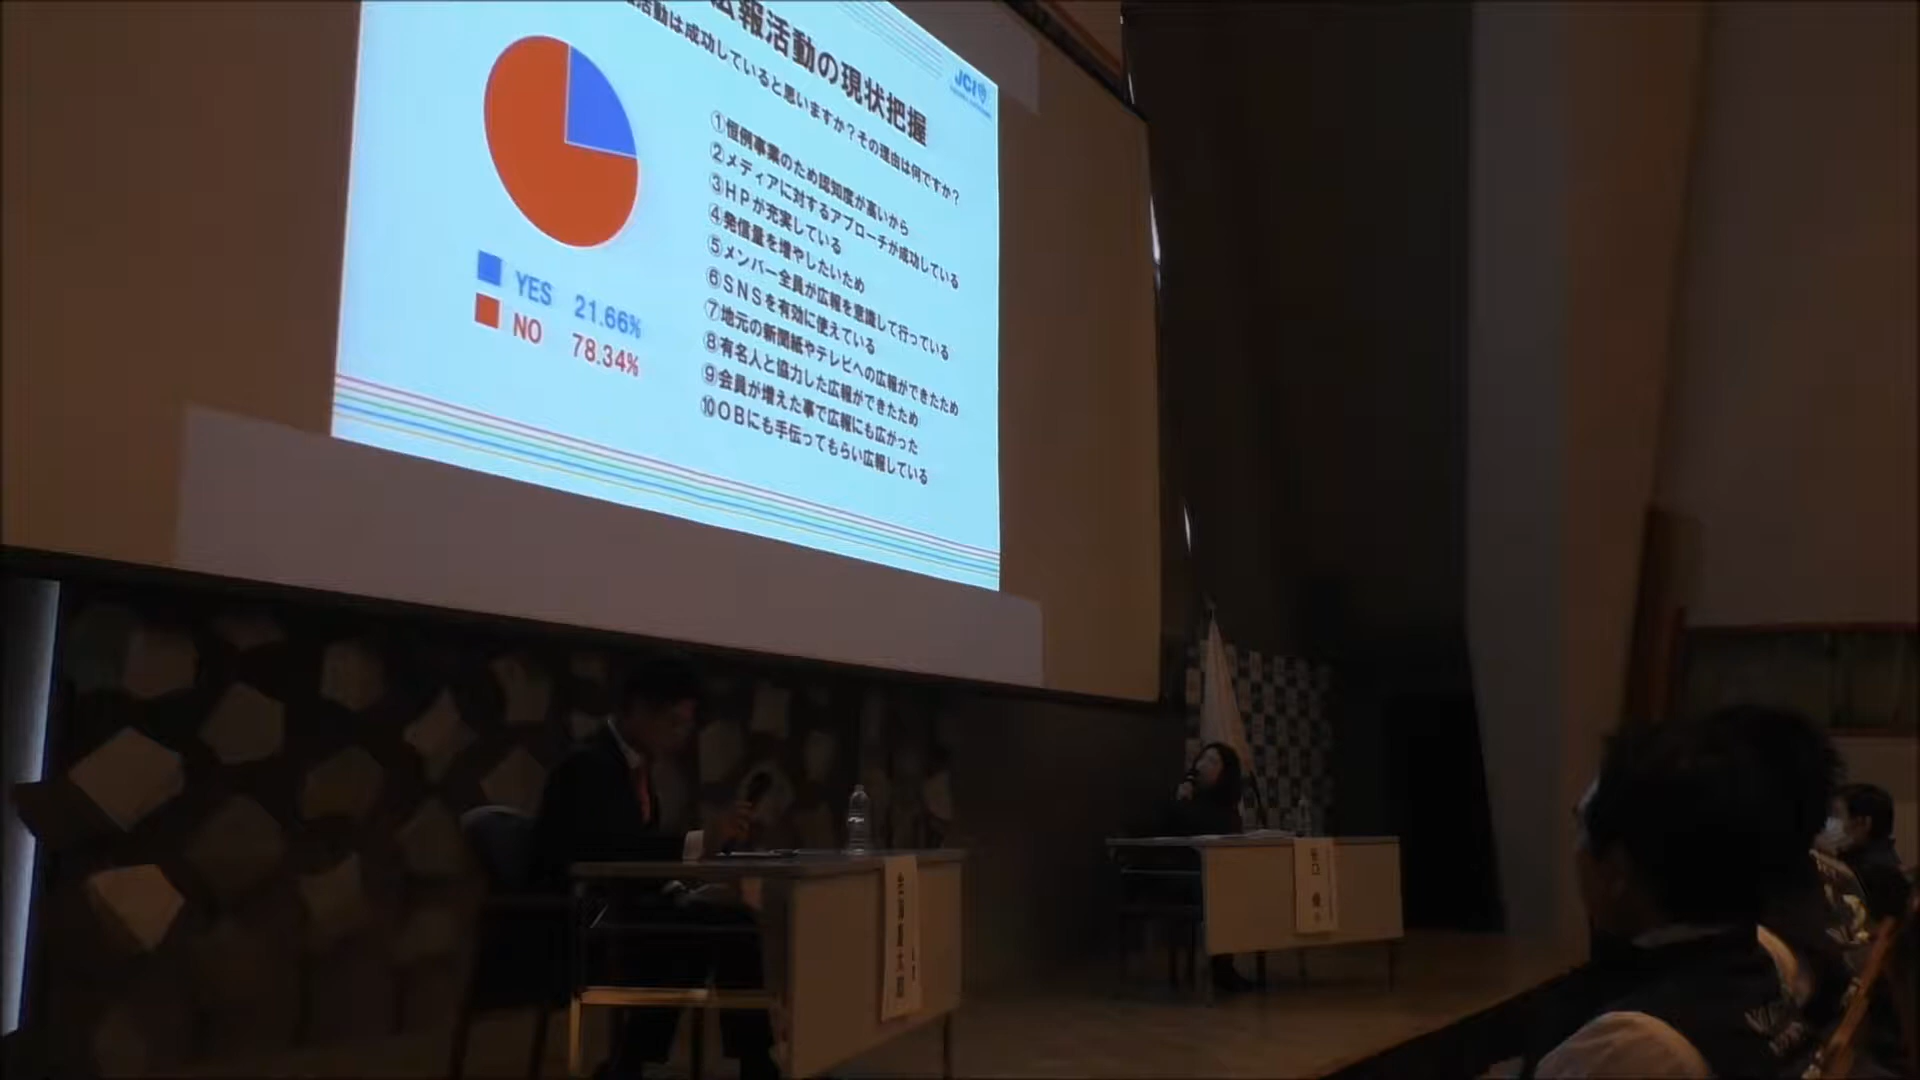 広報活動の現状把握
活動は成功していると思いますか?その理由は何ですか?
JCI
①恒例事業のため認知度が高いから
②メディアに対するアプローチが成功している
③HPが充実している
④発信量を増やしたいため
⑤メンバー全員が広報を意識して行っている
⑥SNSを有効に使えている
⑦地元の新聞紙やテレビへの広報ができたため
⑧有名人と協力した広報ができたため
⑨会員が増えた事で広報にも広がった
⑩OBにも手伝ってもらい広報している
YES 21.66%
NO 78.34%